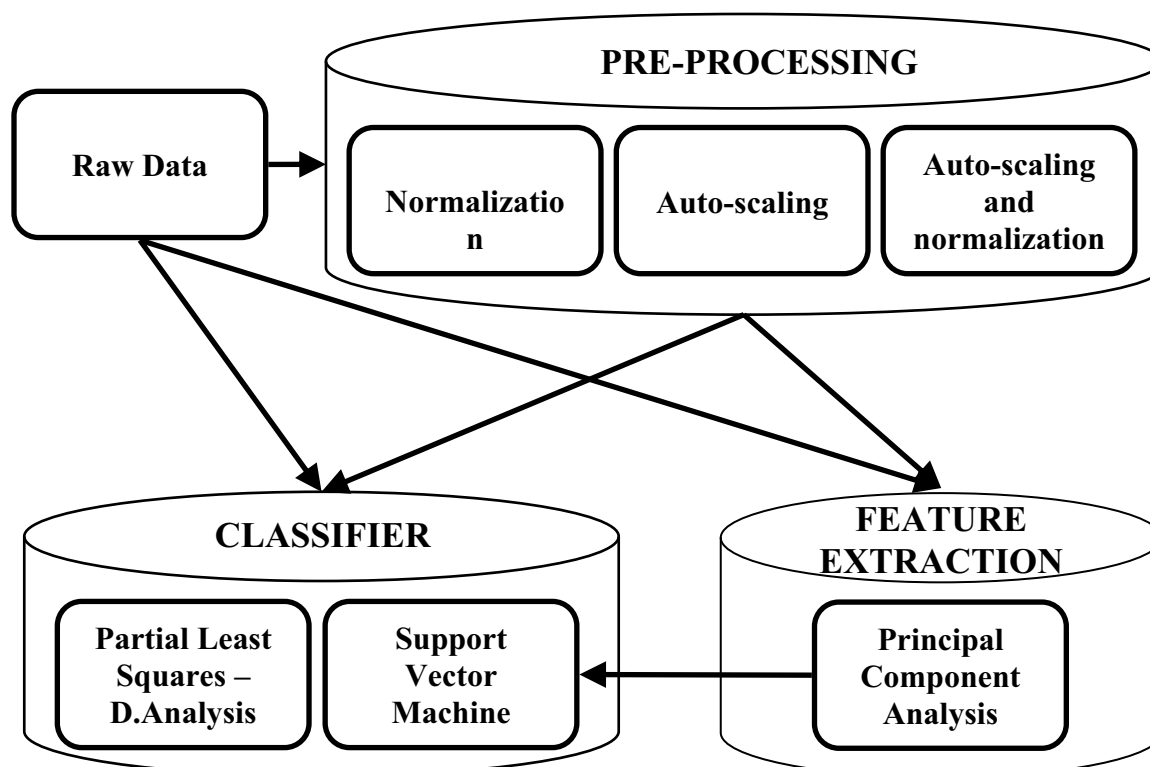 PRE-PROCESSING
Raw Data
Normalizatio
n
Auto-scaling
Auto-scaling
and
normalization
CLASSIFIER
Partial Least
Squares –
D.Analysis
Support
Vector
Machine
FEATURE
EXTRACTION
Principal
Component
Analysis